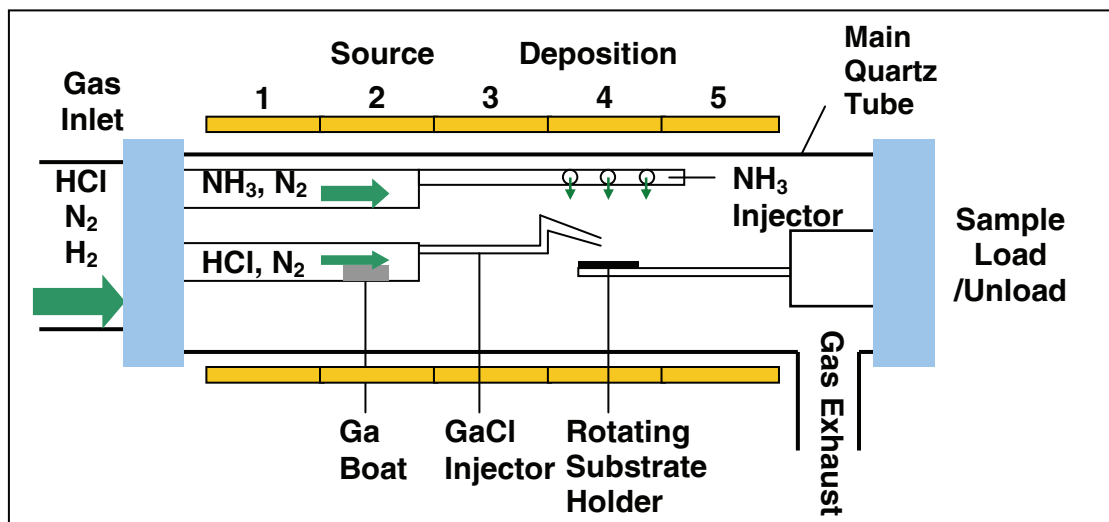 Source
Deposition
Main
Quartz
Tube
Gas
Inlet
1 2 3 4 5
HCl
N2
H2
NH3, N2
HCl, N2
NH3
Injector
Sample
Load
/Unload
Ga
Boat
GaCl
Injector
Rotating
Substrate
Holder
Gas Exhaust